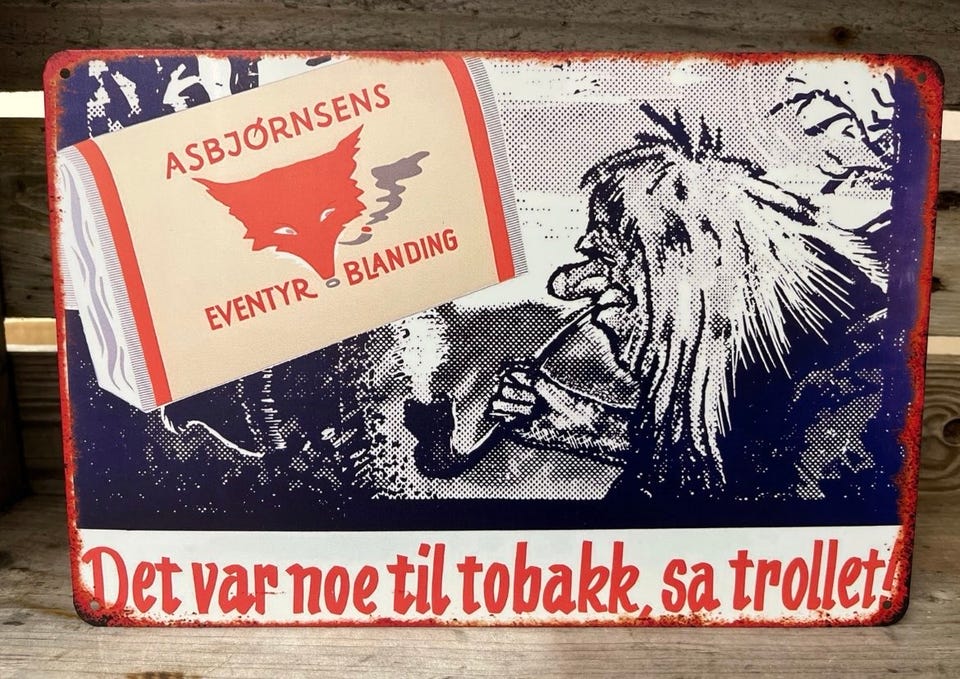 ASBJØRNSENS
EVENTYR BLANDING
Det var noe til tobakk, sa trollet!